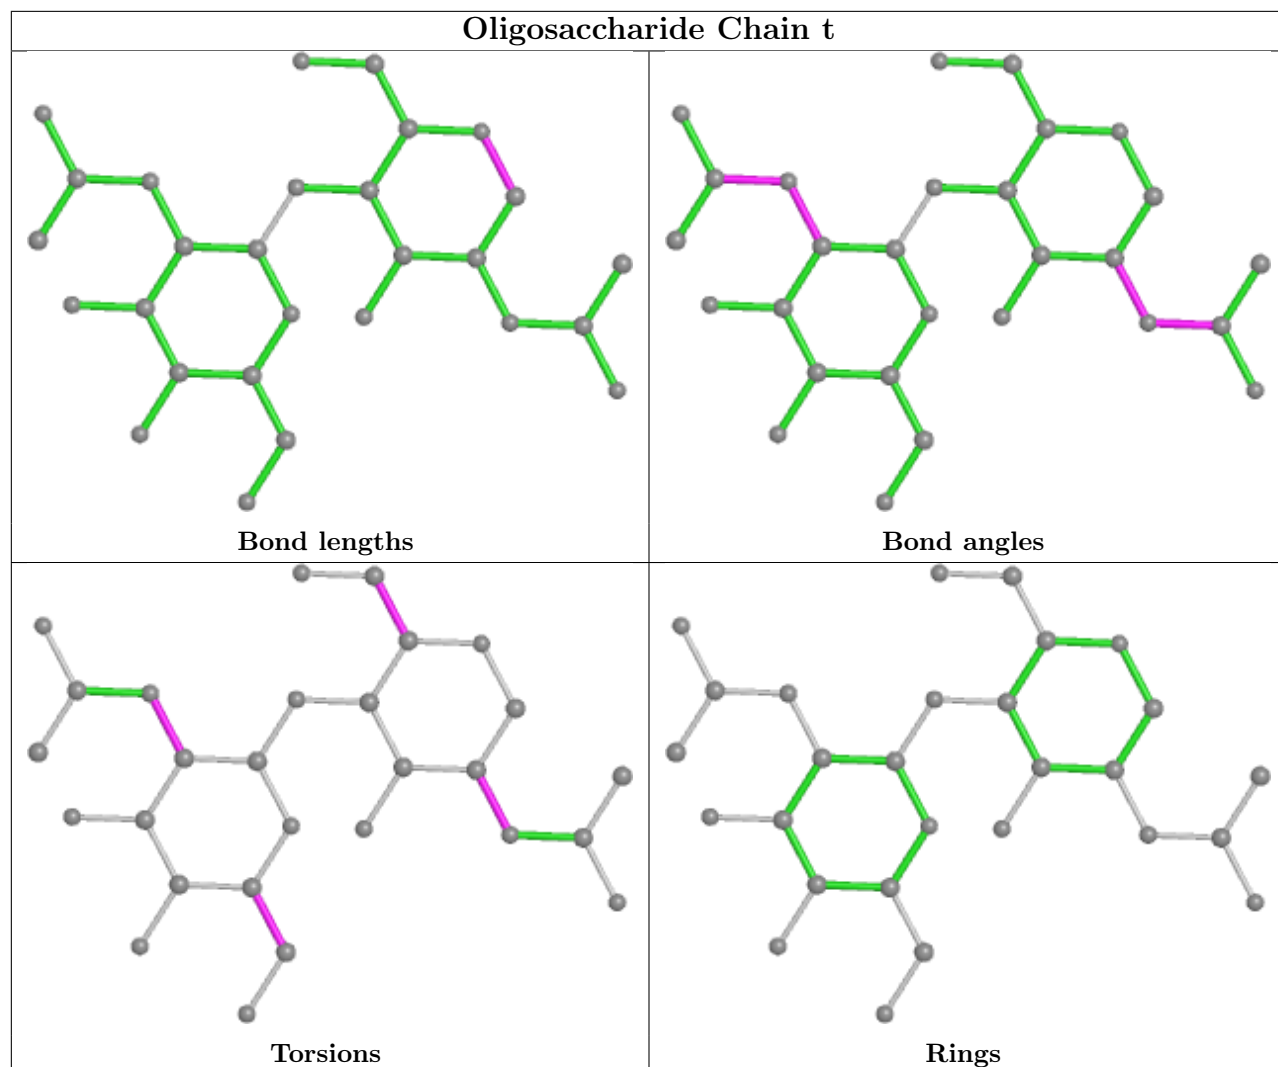 Oligosaccharide Chain t
Bond lengths
Bond angles
Torsions
Rings